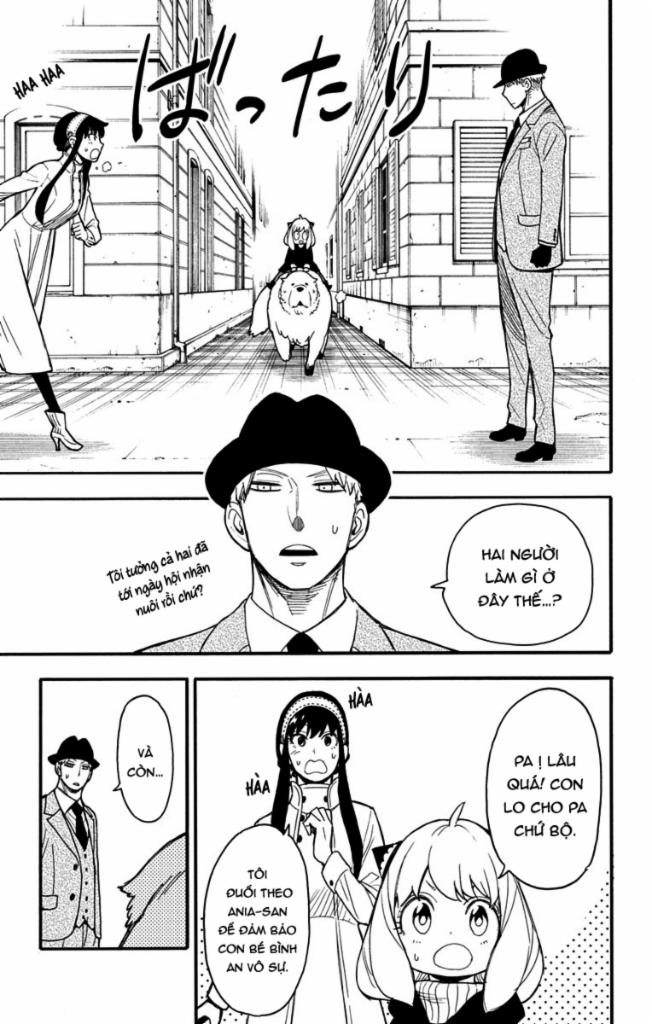 HAA HAA
ばったり
HAI NGƯỜI
LÀM GÌ Ở
ĐÂY THẾ...?
Tôi tưởng cả hai đã
tới ngày hội nhận
nuôi rồi chứ?
PA Ị LÂU
QUÁ! CON
LO CHO PA
CHỨ BỘ.
HÀA
HÀA
TÔI
ĐUỔI THEO
ANIA-SAN
ĐỂ ĐẢM BẢO
CON BÉ BÌNH
AN VÔ SỰ.
VẢ
CÒN...